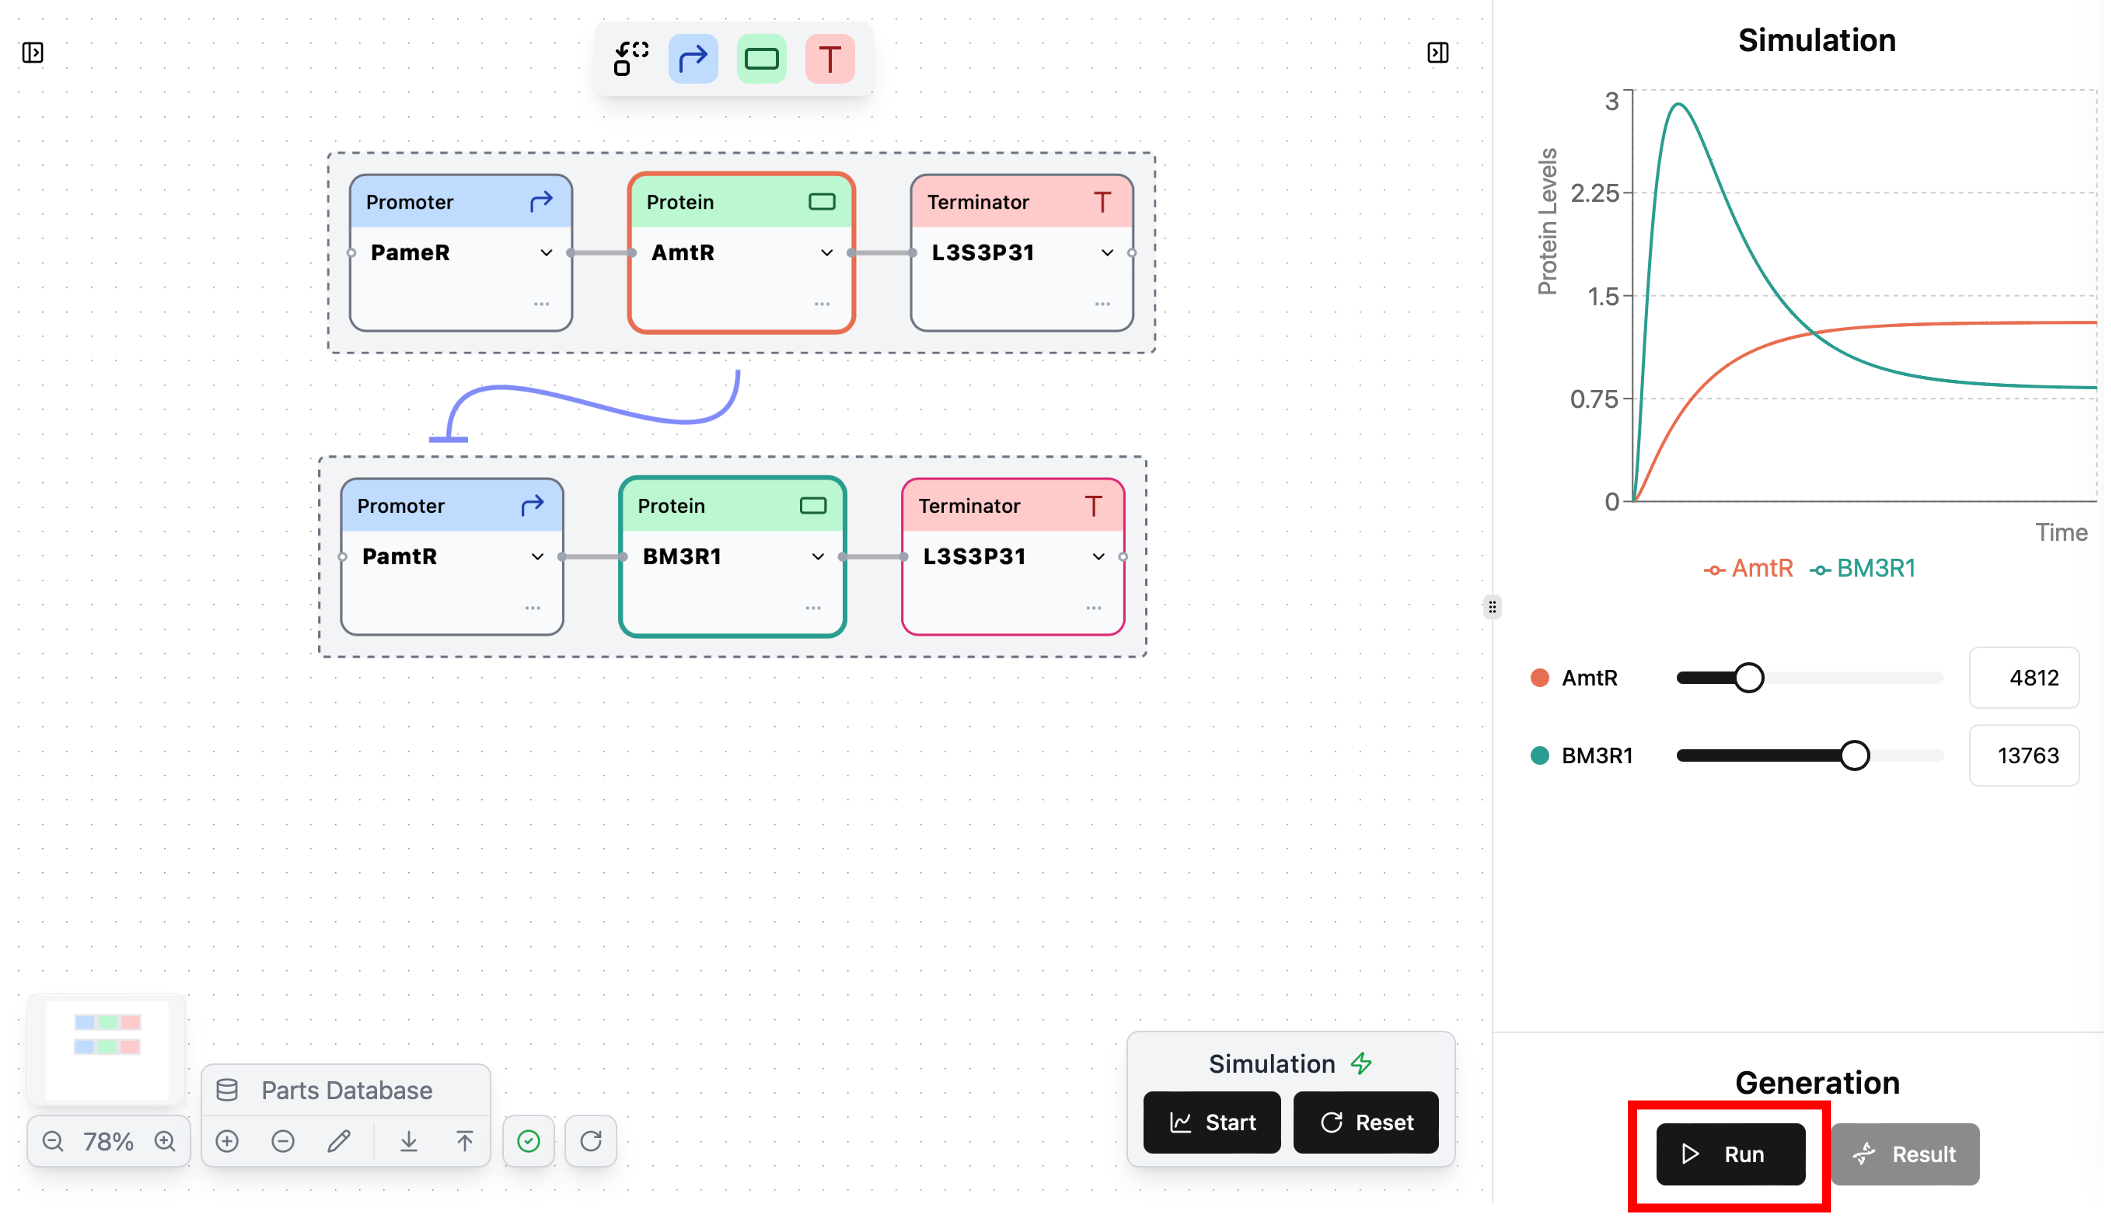 Simulation
3
2.25
1.5
0.75
0
Protein Levels
Time
AmtR BM3R1
AmtR 4812
BM3R1 13763
T
Promoter Protein Terminator T
PameR AmtR L3S3P31
... ... ...
Promoter Protein Terminator T
PamtR BM3R1 L3S3P31
... ... ...
Parts Database
78%
Simulation
Start Reset
Generation
Run Result